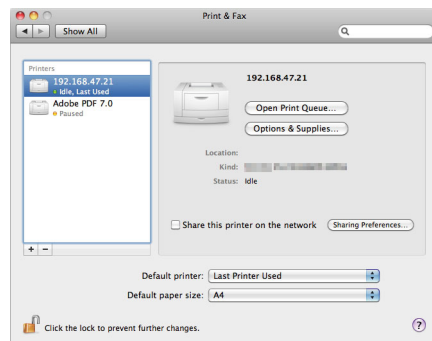 Print & Fax
Show All
Printers
192.168.47.21
Idle, Last Used
Adobe PDF 7.0
Paused
192.168.47.21
Open Print Queue...
Options & Supplies...
Location:
Kind:
Status: Idle
Share this printer on the network
Sharing Preferences...
+ −
Default printer: Last Printer Used
Default paper size: A4
Click the lock to prevent further changes.
?